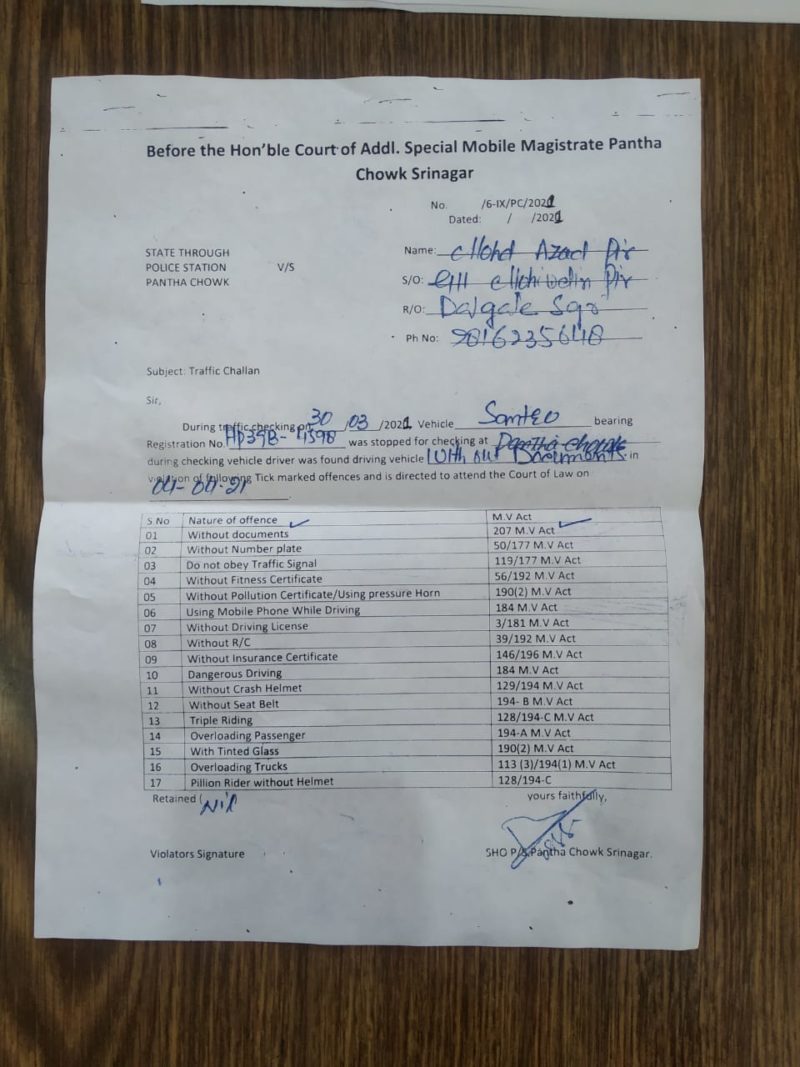 Before the Hon'ble Court of Addl. Special Mobile Magistrate Pantha
Chowk Srinagar
No. /6-IX/PC/2021
Dated: / /2021
STATE THROUGH
POLICE STATION V/S
PANTHA CHOWK
Name: Mohd Azad Pir
S/O: GH Mohiudin Pir
R/O: Dalgate Sgr
Ph No:
Subject: Traffic Challan
Sir,
During traffic checking on 30/03/2021 Vehicle Santro bearing
Registration No. was stopped for checking at Pantha chowk
during checking vehicle driver was found driving vehicle without Documents in
violation of following Tick marked offences and is directed to attend the Court of Law on
S.No Nature of offence M.V Act
01 Without documents 207 M.V Act
02 Without Number plate 50/177 M.V Act
03 Do not obey Traffic Signal 119/177 M.V Act
04 Without Fitness Certificate 56/192 M.V Act
05 Without Pollution Certificate/Using pressure Horn 190(2) M.V Act
06 Using Mobile Phone While Driving 184 M.V Act
07 Without Driving License 3/181 M.V Act
08 Without R/C 39/192 M.V Act
09 Without Insurance Certificate 146/196 M.V Act
10 Dangerous Driving 184 M.V Act
11 Without Crash Helmet 129/194 M.V Act
12 Without Seat Belt 194- B M.V Act
13 Triple Riding 128/194-C M.V Act
14 Overloading Passenger 194-A M.V Act
15 With Tinted Glass 190(2) M.V Act
16 Overloading Trucks 113 (3)/194(1) M.V Act
17 Pillion Rider without Helmet 128/194-C
Retained (Nil) yours faithfully,
Violators Signature SHO P/S Pantha Chowk Srinagar.